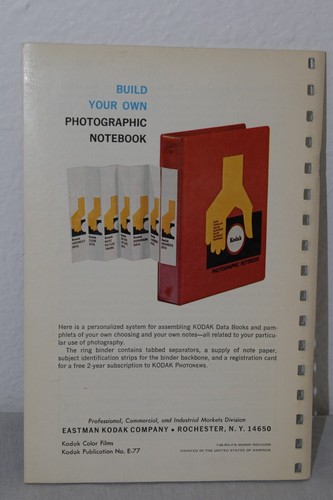 BUILD
YOUR OWN
PHOTOGRAPHIC
NOTEBOOK
Kodak
PHOTOGRAPHIC NOTEBOOK
Here is a personalized system for assembling KODAK Data Books and pam-
phlets of your own choosing and your own notes—all related to your particu-
lar use of photography.
The ring binder contains tabbed separators, a supply of note paper,
subject identification strips for the binder backbone, and a registration card
for a free 2-year subscription to KODAK PHOTONEWS.
Professional, Commercial, and Industrial Markets Division
EASTMAN KODAK COMPANY • ROCHESTER, N. Y. 14650
Kodak Color Films
Kodak Publication No. E-77
PRINTED IN THE UNITED STATES OF AMERICA